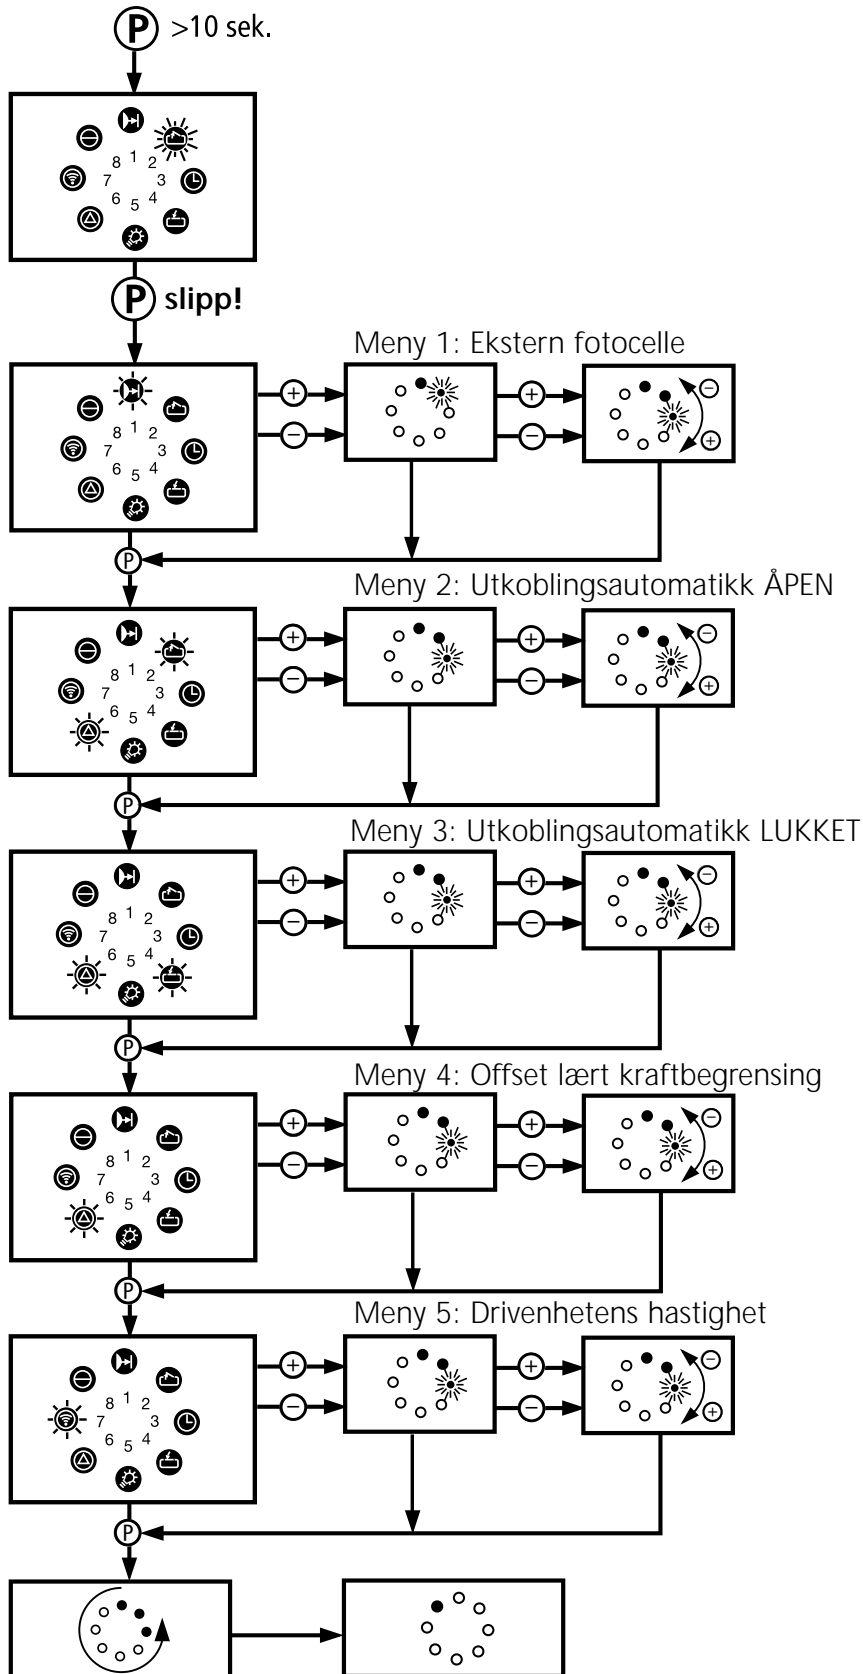 P >10 sek.
8 1 2
7 3
6 5 4
P slipp!
Meny 1: Ekstern fotocelle
8 1 2
7 3
6 5 4
+ +
- -
- +
P
Meny 2: Utkoblingsautomatikk ÅPEN
8 1 2
7 3
6 5 4
+ +
- -
- +
P
Meny 3: Utkoblingsautomatikk LUKKET
8 1 2
7 3
6 5 4
+ +
- -
- +
P
Meny 4: Offset lært kraftbegrensing
8 1 2
7 3
6 5 4
+ +
- -
- +
P
Meny 5: Drivenhetens hastighet
8 1 2
7 3
6 5 4
+ +
- -
- +
P